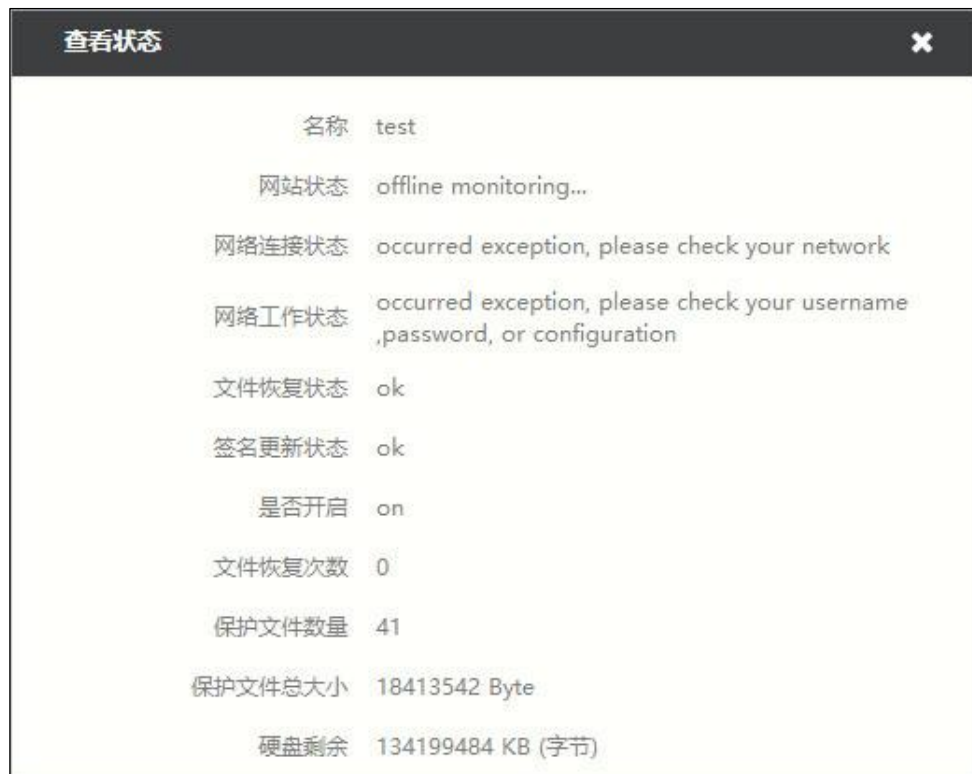 查看状态
名称 test
网站状态 offline monitoring...
网络连接状态 occurred exception, please check your network
网络工作状态 occurred exception, please check your username
,password, or configuration
文件恢复状态 ok
签名更新状态 ok
是否开启 on
文件恢复次数 0
保护文件数量 41
保护文件总大小 18413542 Byte
硬盘剩余 134199484 KB (字节)